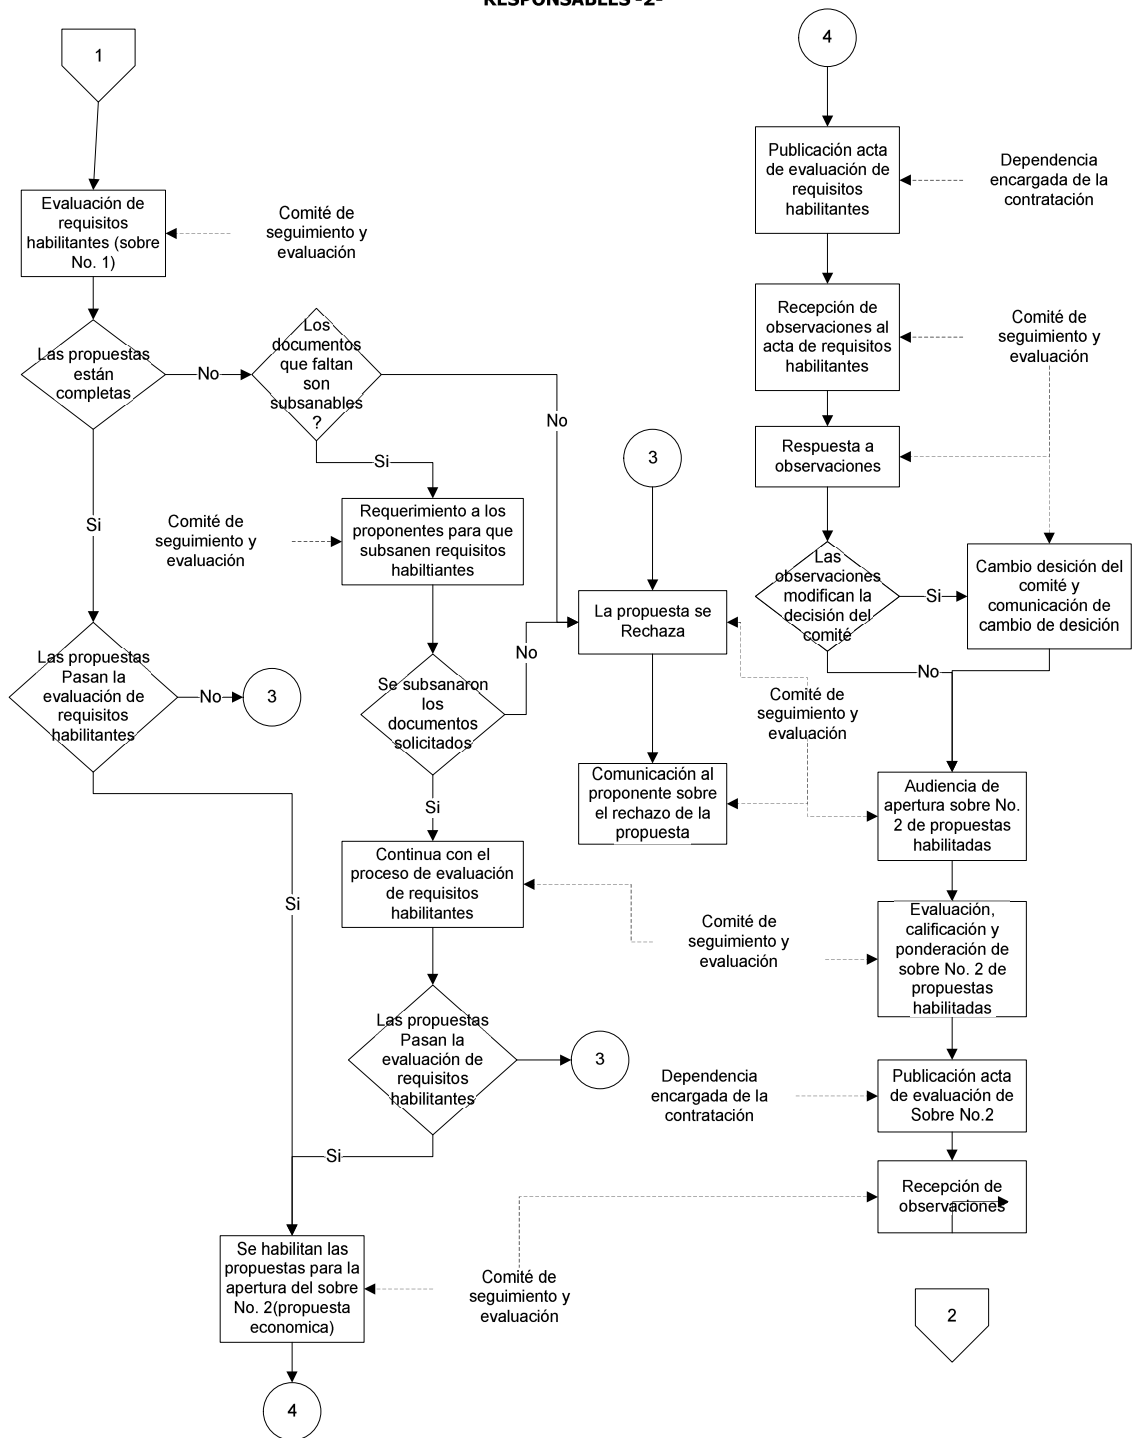 RESPONSABLES -2-
1
Evaluación de
requisitos
habilitantes (sobre
No. 1)
Comité de
seguimiento y
evaluación
Las propuestas
están
completas
No
Los
documentos
que faltan
son
subsanables
?
No
Si
Si
Comité de
seguimiento y
evaluación
Requerimiento a los
proponentes para que
subsanen requisitos
habiltiantes
Las propuestas
Pasan la
evaluación de
requisitos
habilitantes
No
3
Se subsanaron
los
documentos
solicitados
No
Si
3
La propuesta se
Rechaza
Comité de
seguimiento y
evaluación
Comunicación al
proponente sobre
el rechazo de la
propuesta
Continua con el
proceso de evaluación
de requisitos
habilitantes
Si
Comité de
seguimiento y
evaluación
Las propuestas
Pasan la
evaluación de
requisitos
habilitantes
3
Si
Se habilitan las
propuestas para la
apertura del sobre
No. 2(propuesta
economica)
Comité de
seguimiento y
evaluación
4
4
Publicación acta
de evaluación de
requisitos
habilitantes
Dependencia
encargada de la
contratación
Recepción de
observaciones al
acta de requisitos
habilitantes
Comité de
seguimiento y
evaluación
Respuesta a
observaciones
Las
observaciones
modifican la
decisión del
comité
Si
Cambio desición del
comité y
comunicación de
cambio de desición
No
Audiencia de
apertura sobre No.
2 de propuestas
habilitadas
Evaluación,
calificación y
ponderación de
sobre No. 2 de
propuestas
habilitadas
Dependencia
encargada de la
contratación
Publicación acta
de evaluación de
Sobre No.2
Recepción de
observaciones
2